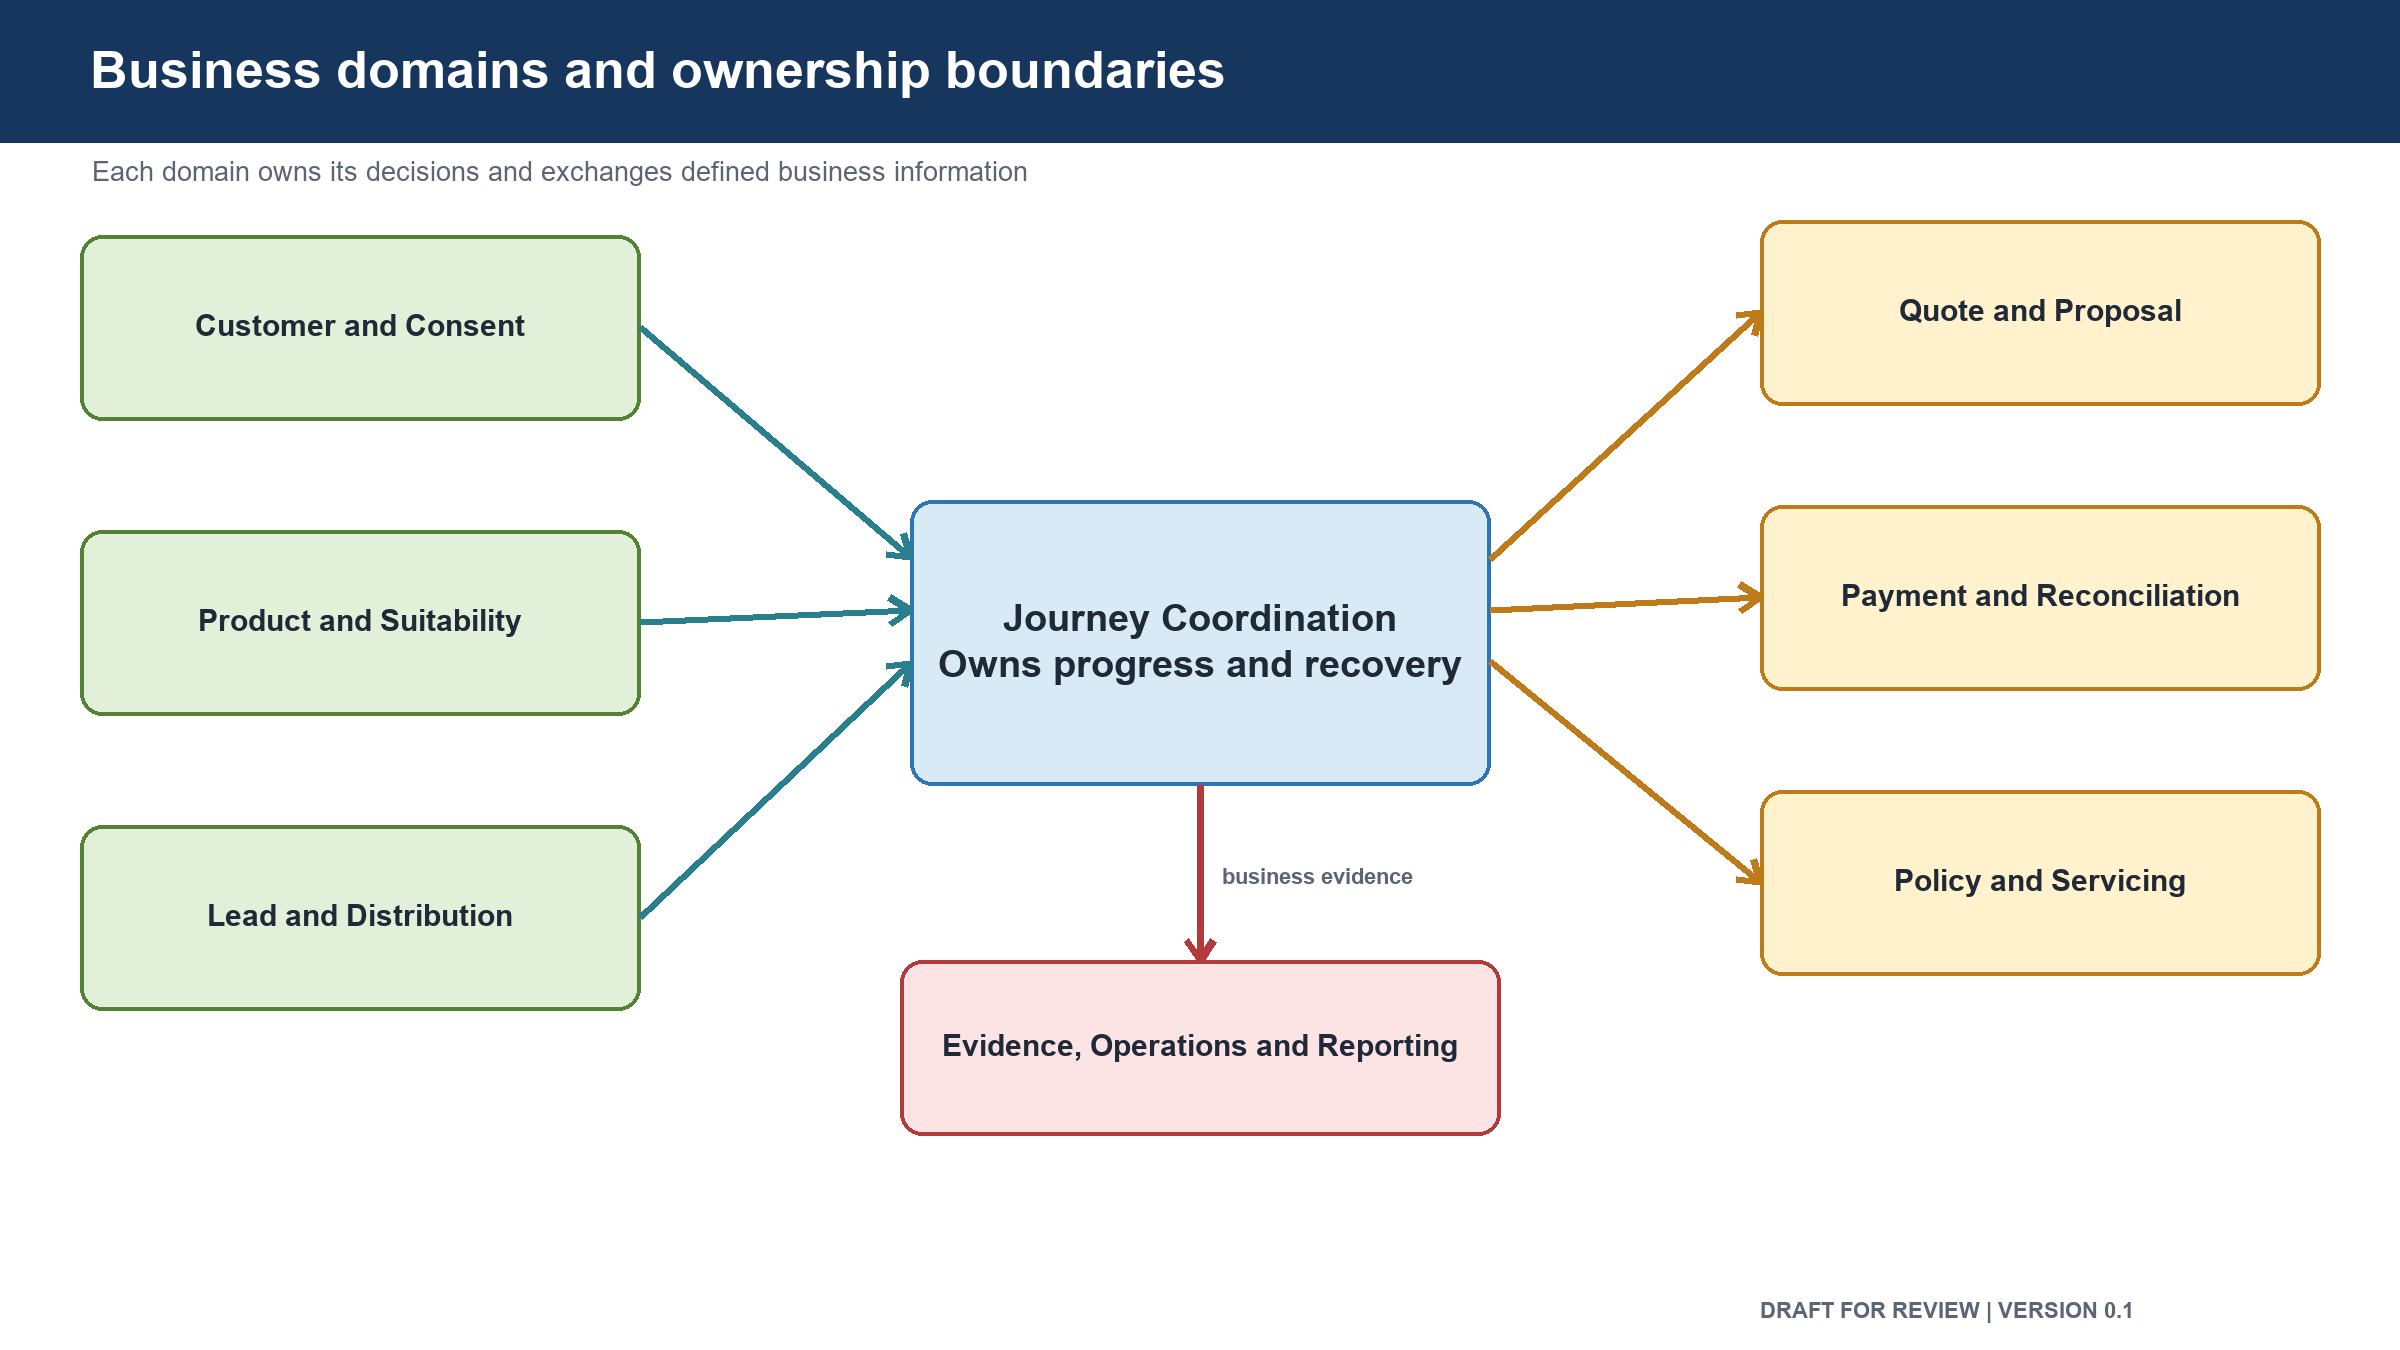 Business domains and ownership boundaries
Each domain owns its decisions and exchanges defined business information
Customer and Consent
Product and Suitability
Lead and Distribution
Journey Coordination
Owns progress and recovery
business evidence
Evidence, Operations and Reporting
Quote and Proposal
Payment and Reconciliation
Policy and Servicing
DRAFT FOR REVIEW | VERSION 0.1